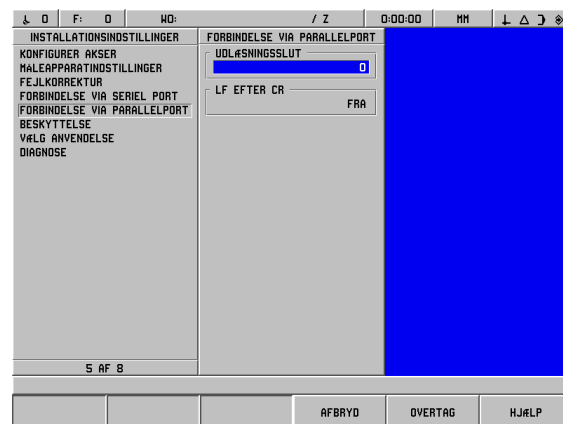 0 F: 0 WO: / Z 0:00:00 MM
INSTALLATIONSINDSTILLINGER
KONFIGURER AKSER
MALEAPPARATINDSTILLINGER
FEJLKORREKTUR
FORBINDELSE VIA SERIEL PORT
FORBINDELSE VIA PARALLELPORT
BESKYTTELSE
VÆLG ANVENDELSE
DIAGNOSE
5 AF 8
FORBINDELSE VIA PARALLELPORT
UDLÆSNINGSSLUT
0
LF EFTER CR
FRA
AFBRYD OVERTAG HJÆLP